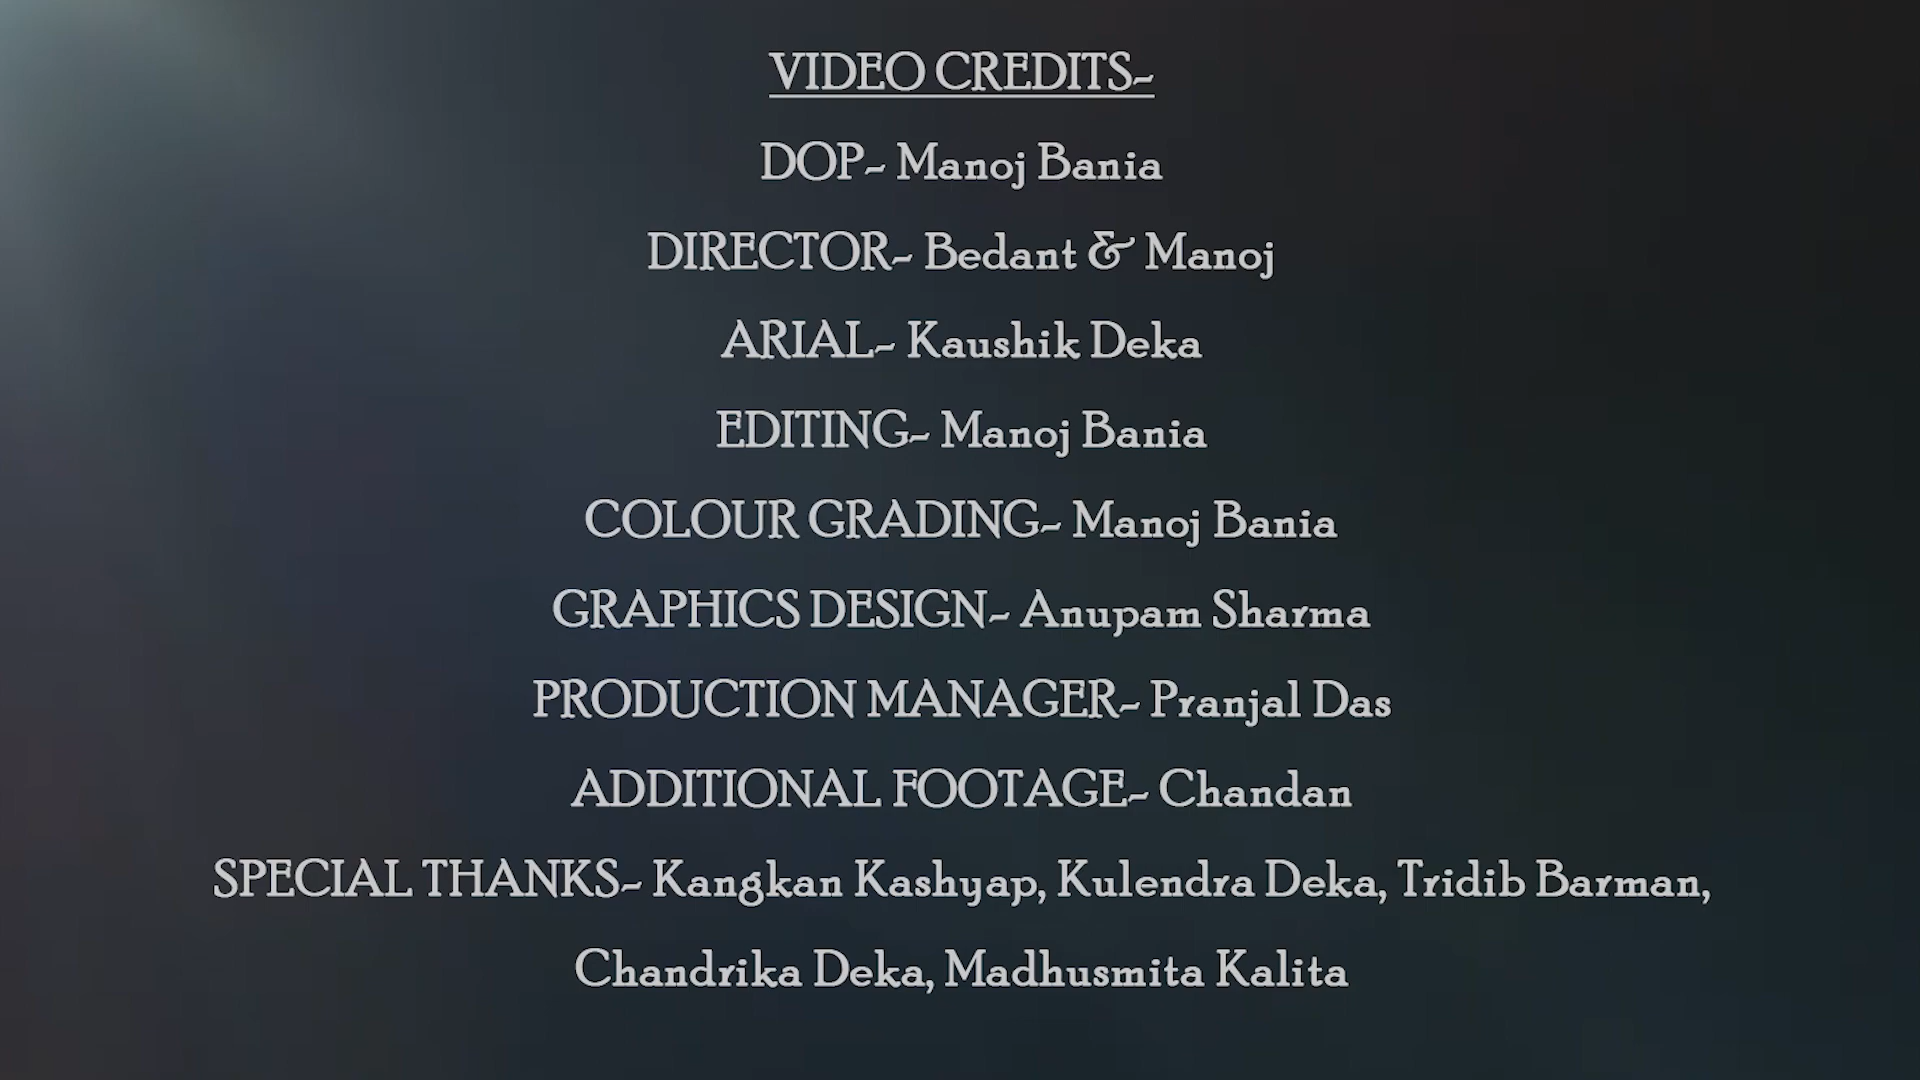 VIDEO CREDITS-
DOP- Manoj Bania
DIRECTOR- Bedant & Manoj
ARIAL- Kaushik Deka
EDITING- Manoj Bania
COLOUR GRADING- Manoj Bania
GRAPHICS DESIGN- Anupam Sharma
PRODUCTION MANAGER- Pranjal Das
ADDITIONAL FOOTAGE- Chandan
SPECIAL THANKS- Kangkan Kashyap, Kulendra Deka, Tridib Barman,
Chandrika Deka, Madhusmita Kalita